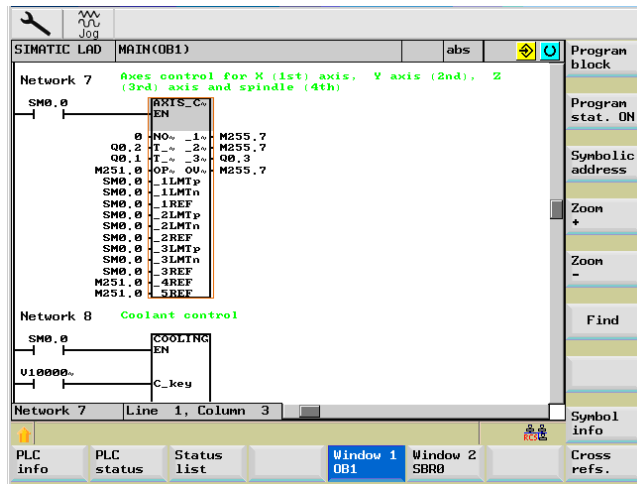 Jog
SIMATIC LAD MAIN(OB1) abs
Program
block
Network 7 Axes control for X (1st) axis, Y axis (2nd), Z
(3rd) axis and spindle (4th)
SM0.0 AXIS_C~
EN
Program
stat. ON
0 NO~ _1~ M255.7
Q0.2 T_~ _2~ M255.7
Q0.1 T_~ _3~ Q0.3
M251.0 OP~ OV~ M255.7
SM0.0 _1LMTp
SM0.0 _1LMTn
SM0.0 _1REF
SM0.0 _2LMTp
SM0.0 _2LMTn
SM0.0 _2REF
SM0.0 _3LMTp
SM0.0 _3LMTn
SM0.0 _3REF
M251.0 _4REF
M251.0 _5REF
Symbolic
address
Zoom
+
Zoom
-
Network 8 Coolant control
Find
SM0.0 COOLING
EN
V10000~
C_key
Network 7 Line 1, Column 3
Symbol
info
RCS
PLC
info
PLC
status
Status
list
Window 1
OB1
Window 2
SBR0
Cross
refs.